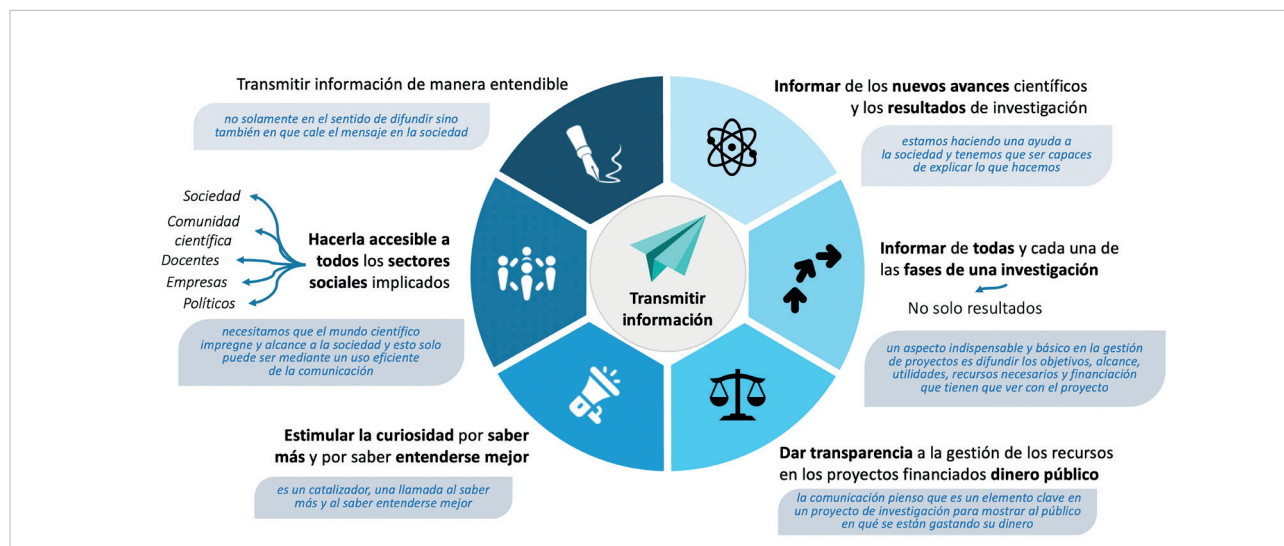 Transmitir información de manera entendible
no solamente en el sentido de difundir sino
también en que cale el mensaje en la sociedad
Sociedad
Comunidad
científica
Docentes
Empresas
Políticos
Hacerla accesible a
todos los sectores
sociales implicados
necesitamos que el mundo científico
impregne y alcance a la sociedad y esto solo
puede ser mediante un uso eficiente
de la comunicación
Estimular la curiosidad por saber
más y por saber entenderse mejor
es un catalizador, una llamada al saber
más y al saber entenderse mejor
Transmitir
información
Informar de los nuevos avances científicos
y los resultados de investigación
estamos haciendo una ayuda a
la sociedad y tenemos que ser capaces
de explicar lo que hacemos
Informar de todas y cada una de
las fases de una investigación
No solo resultados
un aspecto indispensable y básico en la gestión
de proyectos es difundir los objetivos, alcance,
utilidades, recursos necesarios y financiación
que tienen que ver con el proyecto
Dar transparencia a la gestión de los recursos
en los proyectos financiados dinero público
la comunicación pienso que es un elemento clave en
un proyecto de investigación para mostrar al público
en qué se están gastando su dinero